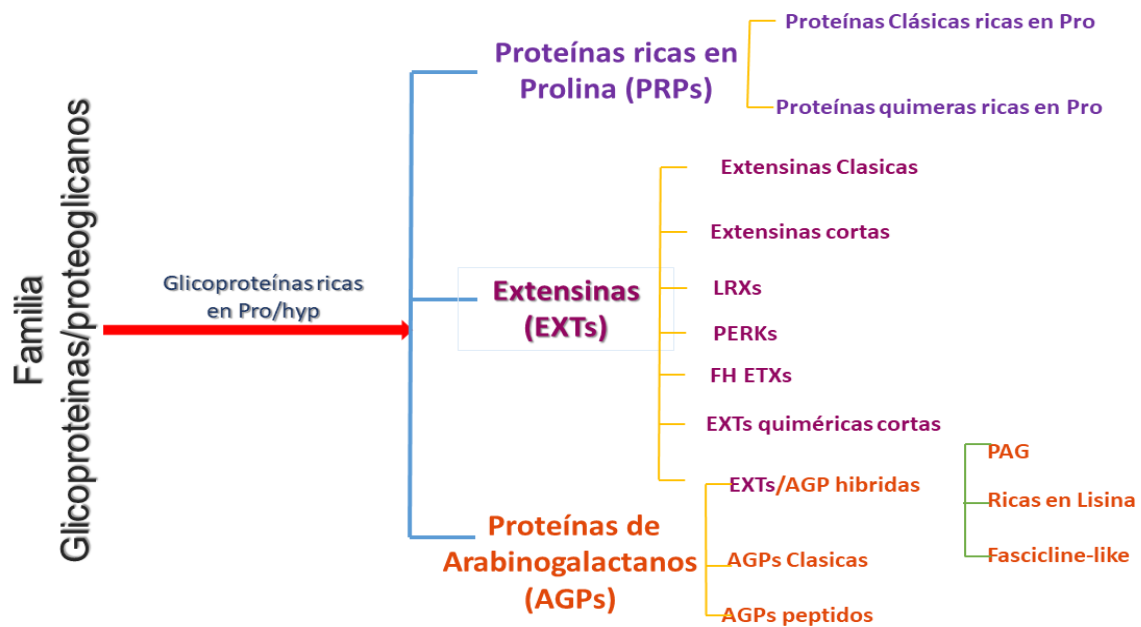 Familia
Glicoproteinas/proteoglicanos
Glicoproteínas ricas
en Pro/hyp
Proteínas ricas en
Prolina (PRPs)
Proteínas Clásicas ricas en Pro
Proteínas quimeras ricas en Pro
Extensinas
(EXTs)
Extensinas Clasicas
Extensinas cortas
LRXs
PERKs
FH ETXs
EXTs quiméricas cortas
EXTs/AGP hibridas
Proteínas de
Arabinogalactanos
(AGPs)
AGPs Clasicas
AGPs peptidos
PAG
Ricas en Lisina
Fascicline-like